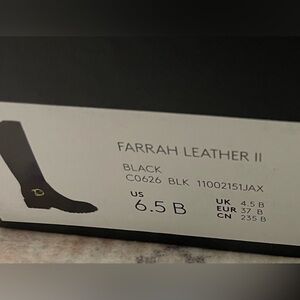 FARRAH LEATHER II
BLACK
C0626 BLK 11002151JAX
US
6.5 B
UK 4.5 B
EUR 37 B
CN 235 B